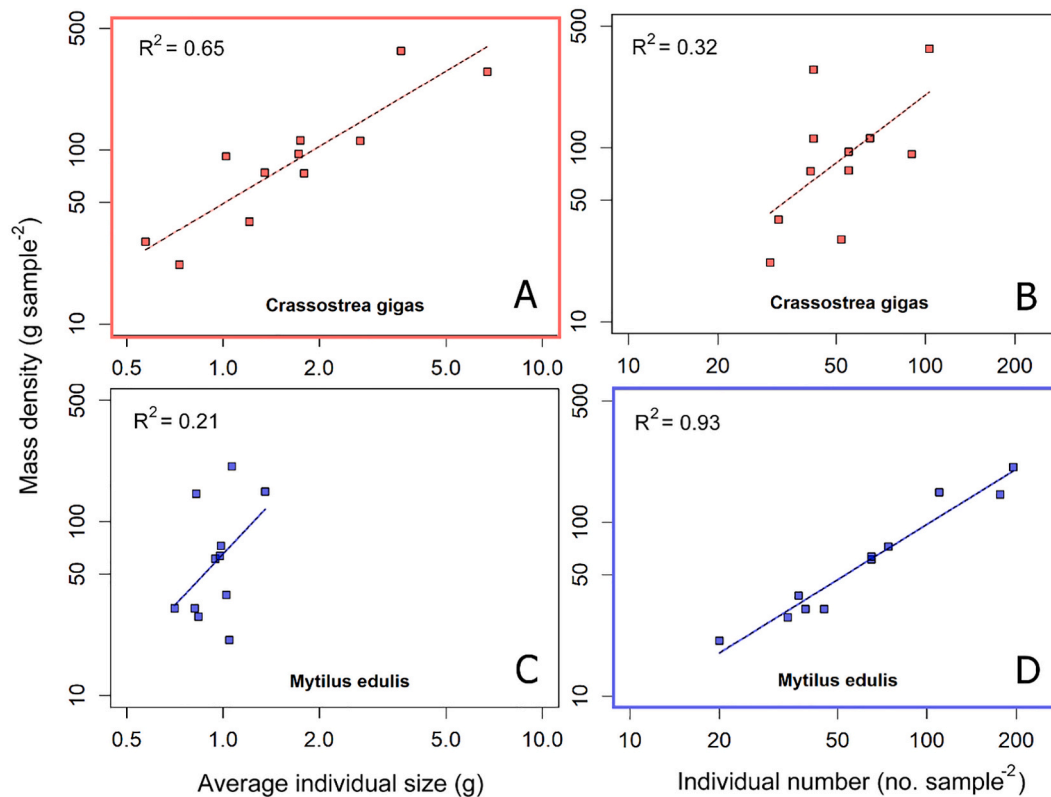 R² = 0.65
Crassostrea gigas
A
500
100
50
10
0.5 1.0 2.0 5.0 10.0
R² = 0.32
Crassostrea gigas
B
500
100
50
10
10 20 50 100 200
R² = 0.21
Mytilus edulis
C
500
100
50
10
0.5 1.0 2.0 5.0 10.0
R² = 0.93
Mytilus edulis
D
500
100
50
10
10 20 50 100 200
Mass density (g sample⁻²)
Average individual size (g)
Individual number (no. sample⁻²)